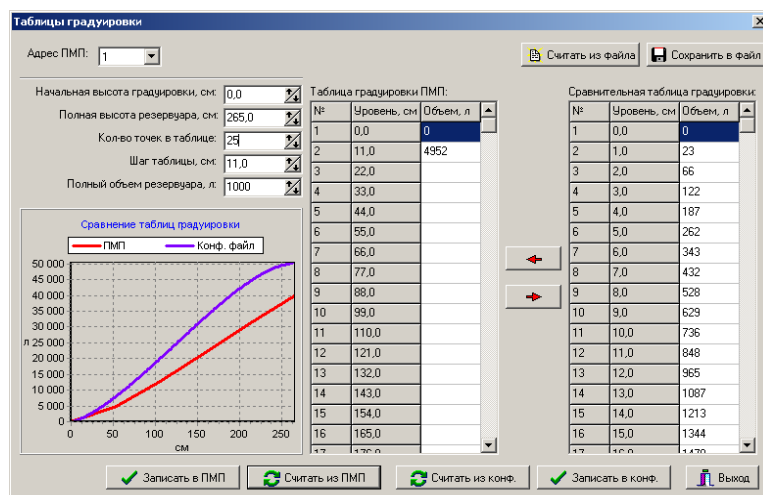 Таблицы градуировки
Адрес ПМП: 1
Считать из файла
Сохранить в файл
Начальная высота градуировки, см: 0,0
Полная высота резервуара, см: 265,0
Кол-во точек в таблице: 25
Шаг таблицы, см: 11,0
Полный объем резервуара, л: 1000
Сравнение таблиц градуировки
ПМП
Конф. файл
50 000
45 000
40 000
35 000
30 000
л 25 000
20 000
15 000
10 000
5 000
0
0 50 100 150 200 250
см
Таблица градуировки ПМП:
№ Уровень, см Объем, л
1 0,0 0
2 11,0 4952
3 22,0
4 33,0
5 44,0
6 55,0
7 66,0
8 77,0
9 88,0
10 99,0
11 110,0
12 121,0
13 132,0
14 143,0
15 154,0
16 165,0
17 176,0
Сравнительная таблица градуировки:
№ Уровень, см Объем, л
1 0,0 0
2 1,0 23
3 2,0 66
4 3,0 122
5 4,0 187
6 5,0 262
7 6,0 343
8 7,0 432
9 8,0 528
10 9,0 629
11 10,0 736
12 11,0 848
13 12,0 965
14 13,0 1087
15 14,0 1213
16 15,0 1344
17 16,0
Записать в ПМП
Считать из ПМП
Считать из конф.
Записать в конф.
Выход